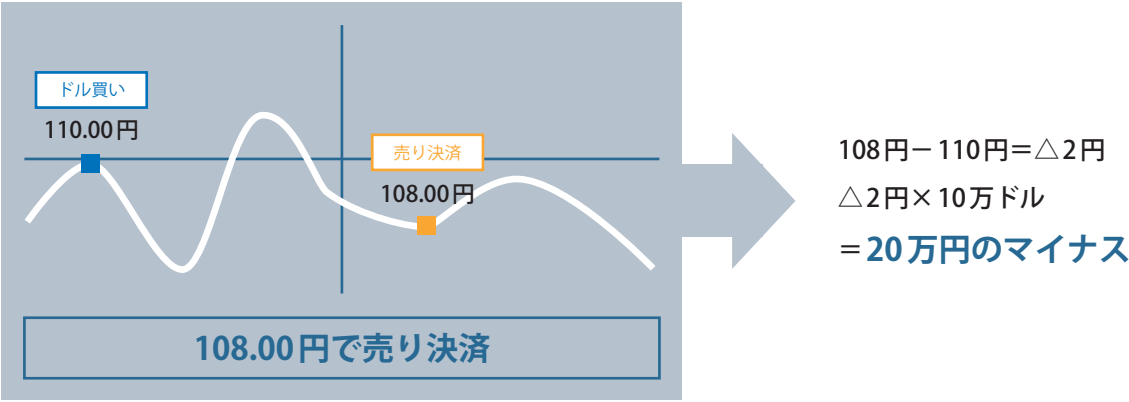 ドル買い
110.00円
売り決済
108.00円
108.00円で売り決済
108円－110円＝△2円
△2円×10万ドル
＝20万円のマイナス